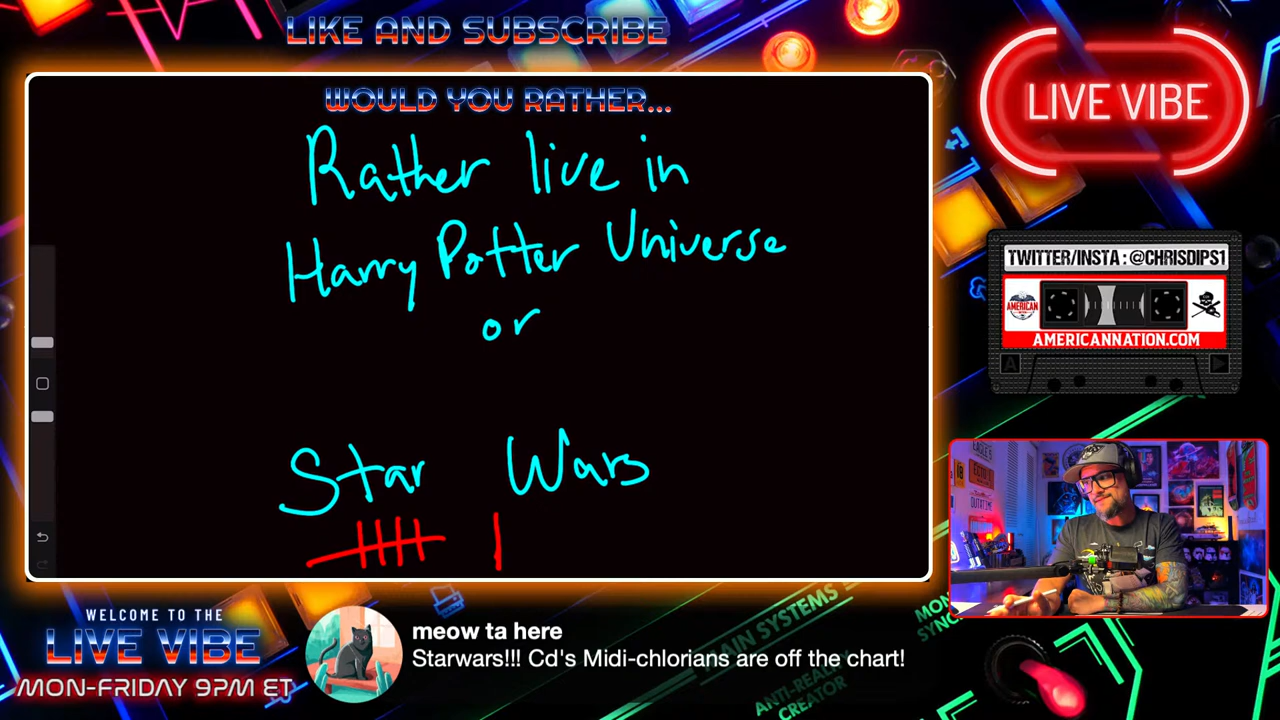 LIKE AND SUBSCRIBE
WOULD YOU RATHER...
Rather live in
Harry Potter Universe
or
Star Wars
LIVE VIBE
TWITTER/INSTA : @CHRISDIPS1
AMERICAN
AMERICANNATION.COM
A
WELCOME TO THE
LIVE VIBE
MON-FRIDAY 9PM ET
meow ta here
Starwars!!! Cd's Midi-chlorians are off the chart!